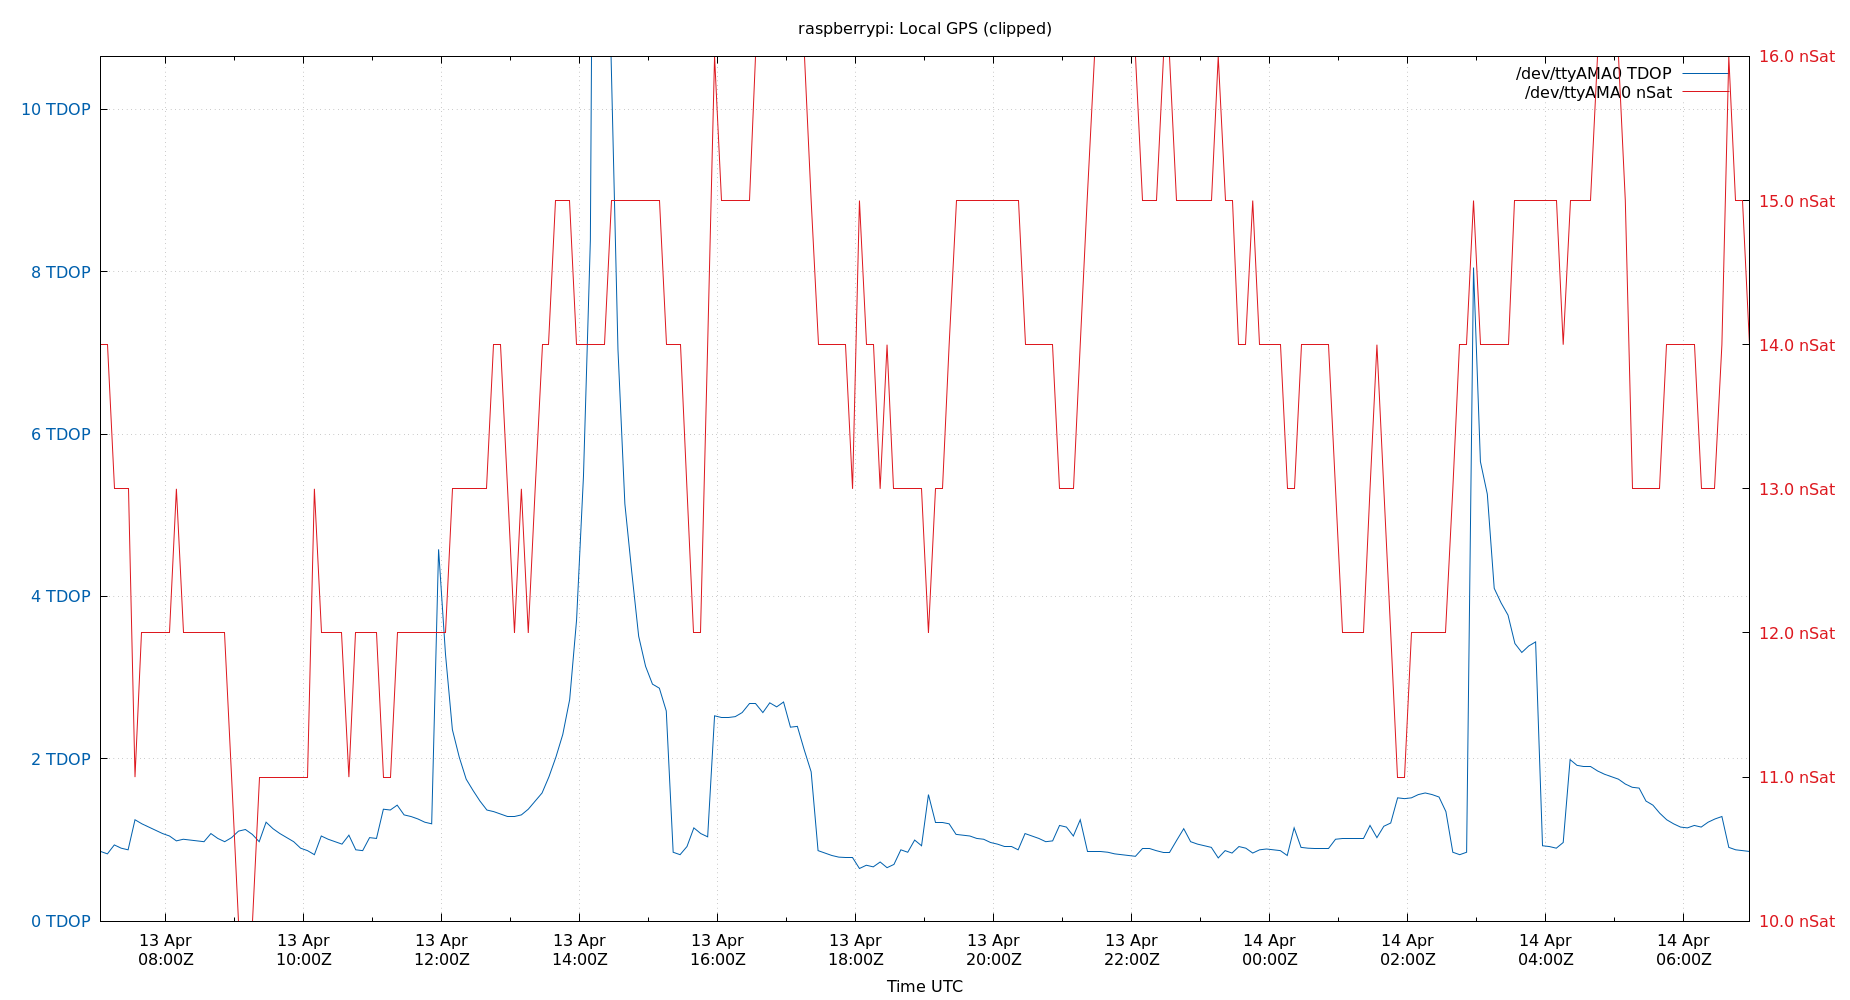 raspberrypi: Local GPS (clipped)
/dev/ttyAMA0 TDOP
/dev/ttyAMA0 nSat
10 TDOP
8 TDOP
6 TDOP
4 TDOP
2 TDOP
0 TDOP
16.0 nSat
15.0 nSat
14.0 nSat
13.0 nSat
12.0 nSat
11.0 nSat
10.0 nSat
13 Apr
08:00Z
13 Apr
10:00Z
13 Apr
12:00Z
13 Apr
14:00Z
13 Apr
16:00Z
13 Apr
18:00Z
13 Apr
20:00Z
13 Apr
22:00Z
14 Apr
00:00Z
14 Apr
02:00Z
14 Apr
04:00Z
14 Apr
06:00Z
Time UTC